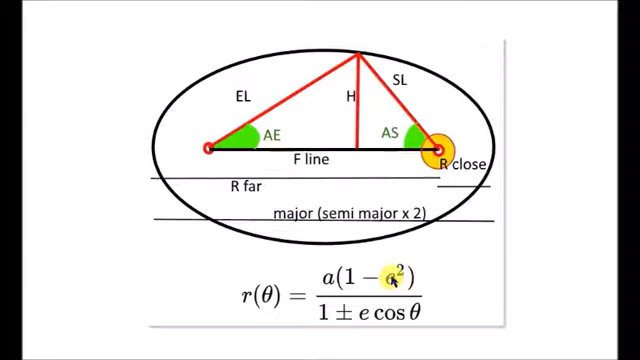 EL
SL
H
AE
AS
F line
R close
R far
major (semi major x 2)
r(θ) = a(1 − e²) / 1 ± e cos θ